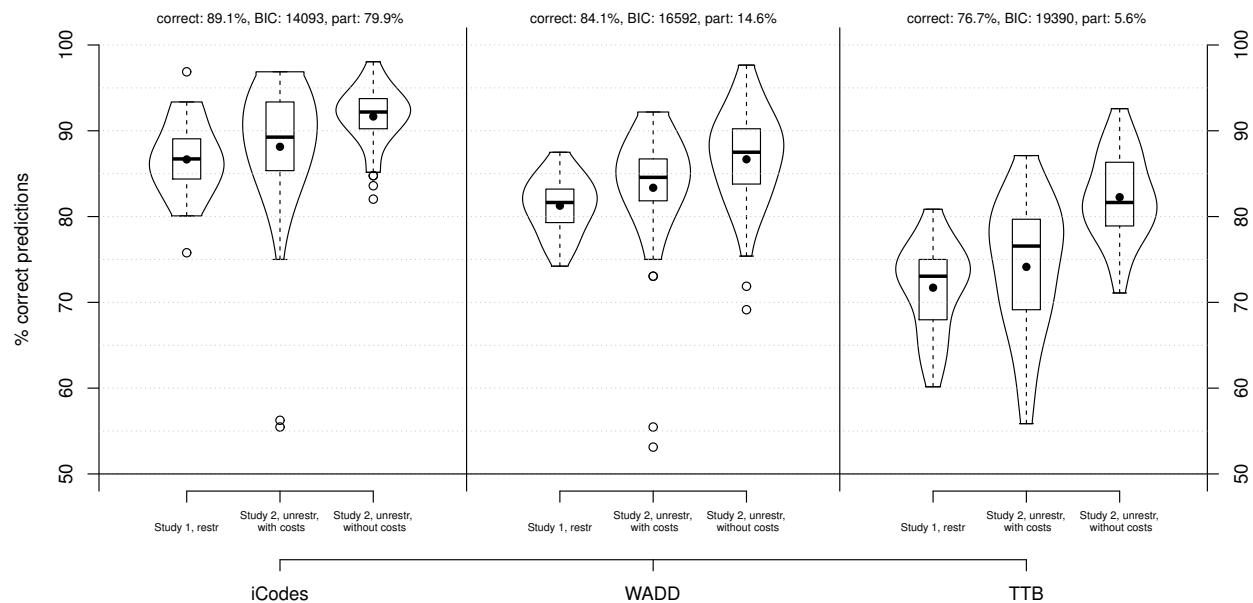 correct: 89.1%, BIC: 14093, part: 79.9%
correct: 84.1%, BIC: 16592, part: 14.6%
correct: 76.7%, BIC: 19390, part: 5.6%
% correct predictions
100
90
80
70
60
50
100
90
80
70
60
50
Study 1, restr
Study 2, unrestr,
with costs
Study 2, unrestr,
without costs
Study 1, restr
Study 2, unrestr,
with costs
Study 2, unrestr,
without costs
Study 1, restr
Study 2, unrestr,
with costs
Study 2, unrestr,
without costs
iCodes
WADD
TTB